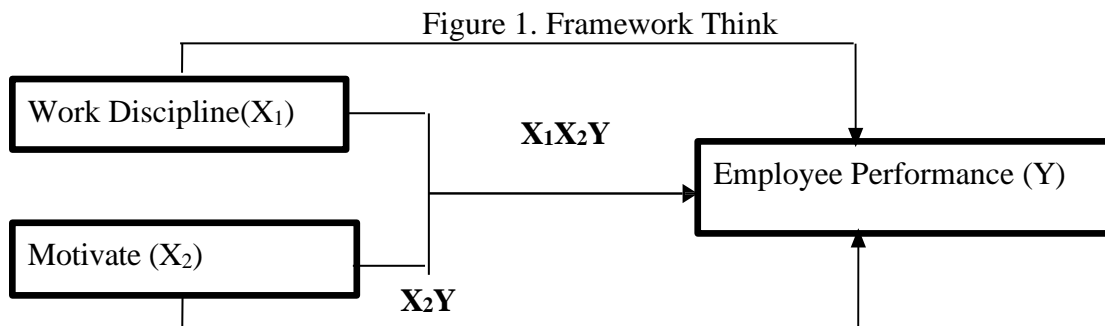 Figure 1. Framework Think
Work Discipline(X₁)
X₁X₂Y
Employee Performance (Y)
Motivate (X₂)
X₂Y